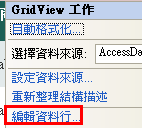 GridView 工作
自動格式化...
選擇資料來源: AccessDa
設定資料來源...
重新整理結構描述
編輯資料行...